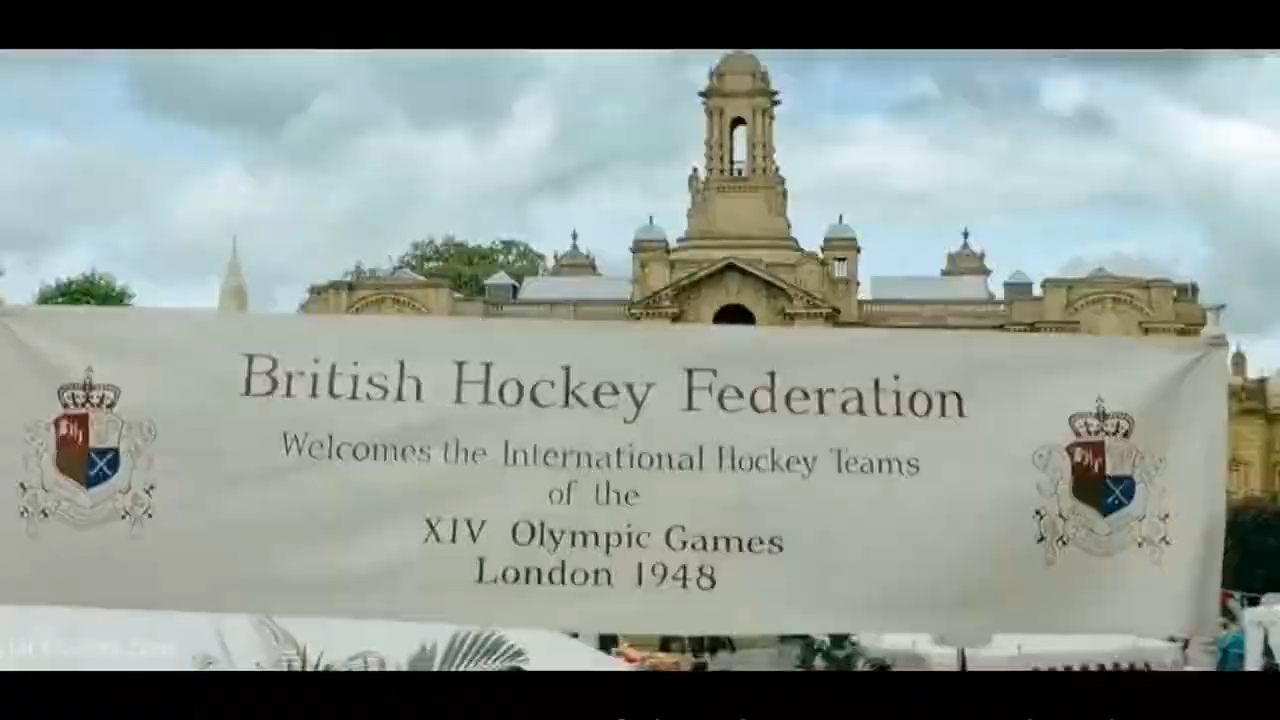 British Hockey Federation
Welcomes the International Hockey Teams
of the
XIV Olympic Games
London 1948